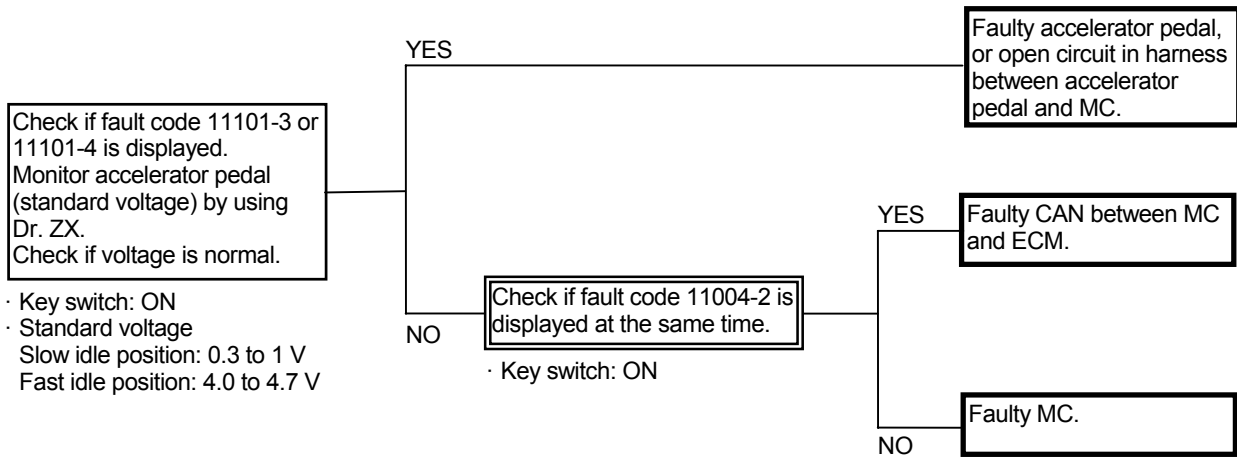 Check if fault code 11101-3 or
11101-4 is displayed.
Monitor accelerator pedal
(standard voltage) by using
Dr. ZX.
Check if voltage is normal.
· Key switch: ON
· Standard voltage
Slow idle position: 0.3 to 1 V
Fast idle position: 4.0 to 4.7 V
YES
Faulty accelerator pedal,
or open circuit in harness
between accelerator
pedal and MC.
NO
Check if fault code 11004-2 is
displayed at the same time.
· Key switch: ON
YES
Faulty CAN between MC
and ECM.
NO
Faulty MC.